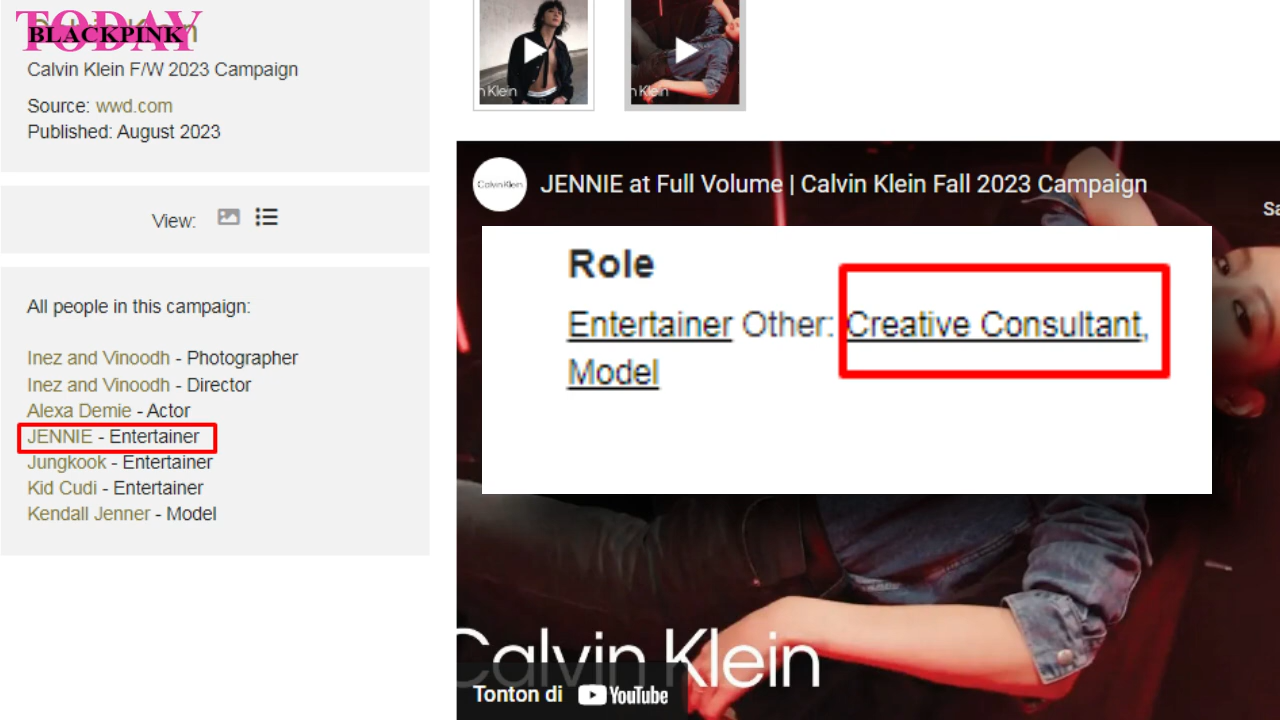 TODAY
BLACKPINK
Calvin Klein F/W 2023 Campaign
Source: wwd.com
Published: August 2023
View:
All people in this campaign:
Inez and Vinoodh - Photographer
Inez and Vinoodh - Director
Alexa Demie - Actor
JENNIE - Entertainer
Jungkook - Entertainer
Kid Cudi - Entertainer
Kendall Jenner - Model
n Klein
n Klein
Calvin Klein
JENNIE at Full Volume | Calvin Klein Fall 2023 Campaign
Role
Entertainer Other: Creative Consultant,
Model
Calvin Klein
Tonton di YouTube